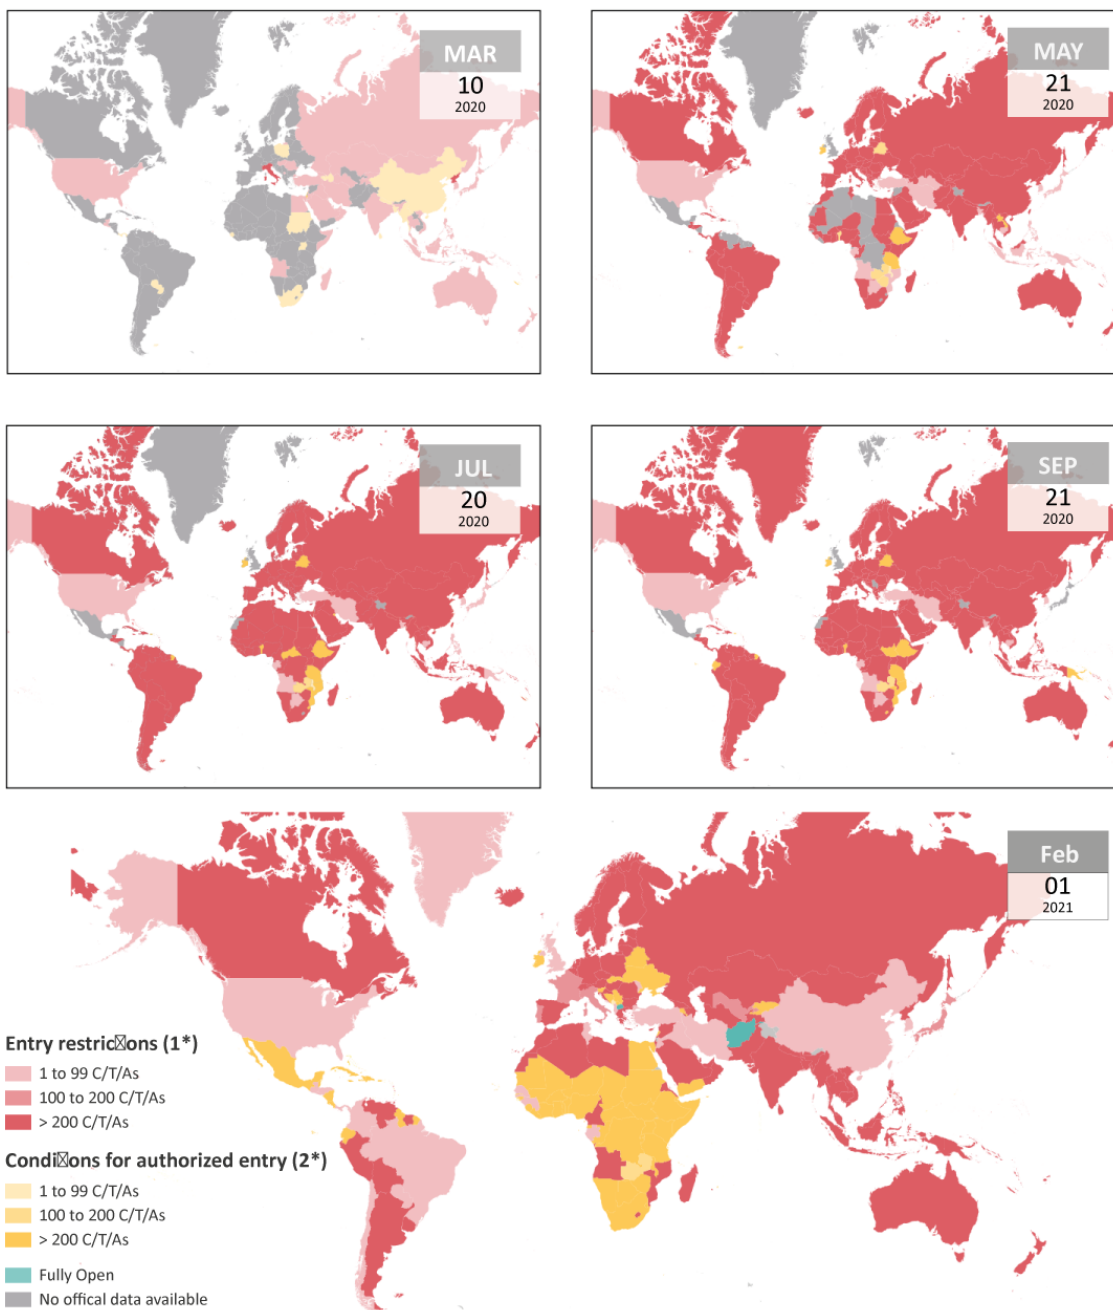 MAR
10
2020
MAY
21
2020
JUL
20
2020
SEP
21
2020
Feb
01
2021
Entry restric☒ons (1*)
1 to 99 C/T/As
100 to 200 C/T/As
> 200 C/T/As
Condi☒ons for authorized entry (2*)
1 to 99 C/T/As
100 to 200 C/T/As
> 200 C/T/As
Fully Open
No offical data available